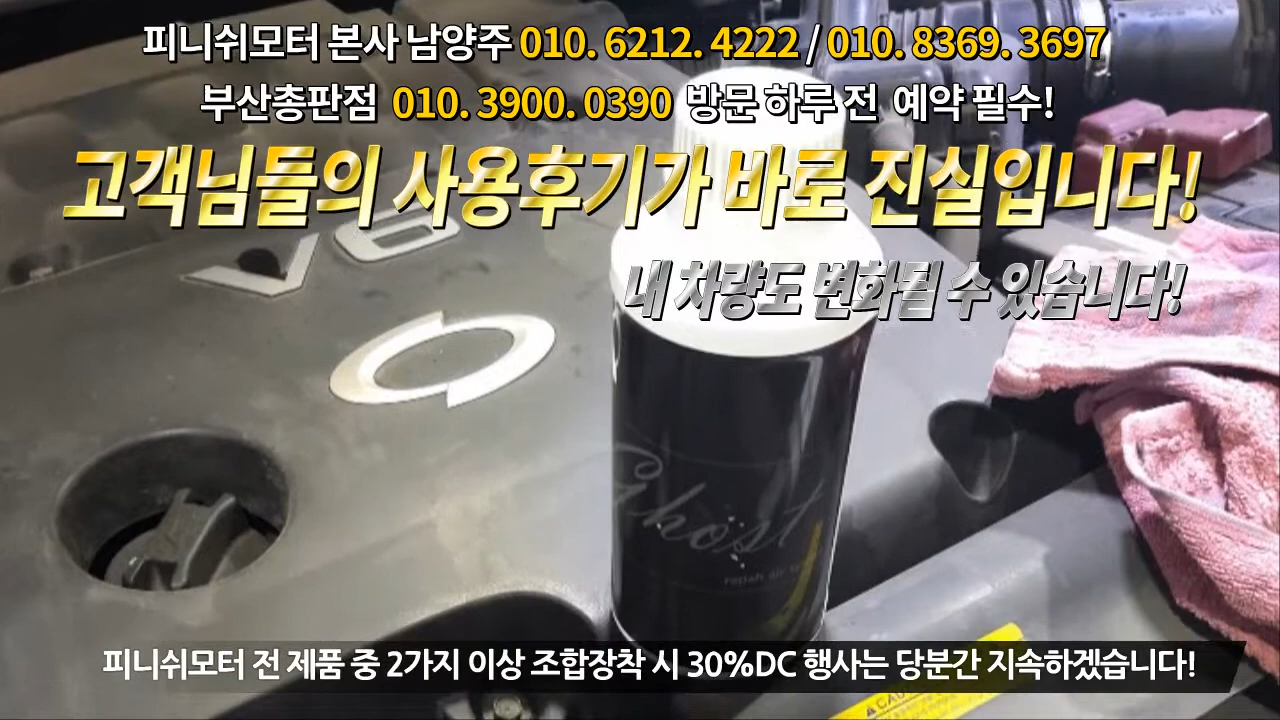 피니쉬모터 본사 남양주 010. 6212. 4222 / 010. 8369. 3697
부산총판점 010. 3900. 0390 방문 하루 전 예약 필수!
고객님들의 사용후기가 바로 진실입니다!
내 차량도 변화될 수 있습니다!
V6
Ghost
repair
피니쉬모터 전 제품 중 2가지 이상 조합장착 시 30%DC 행사는 당분간 지속하겠습니다!